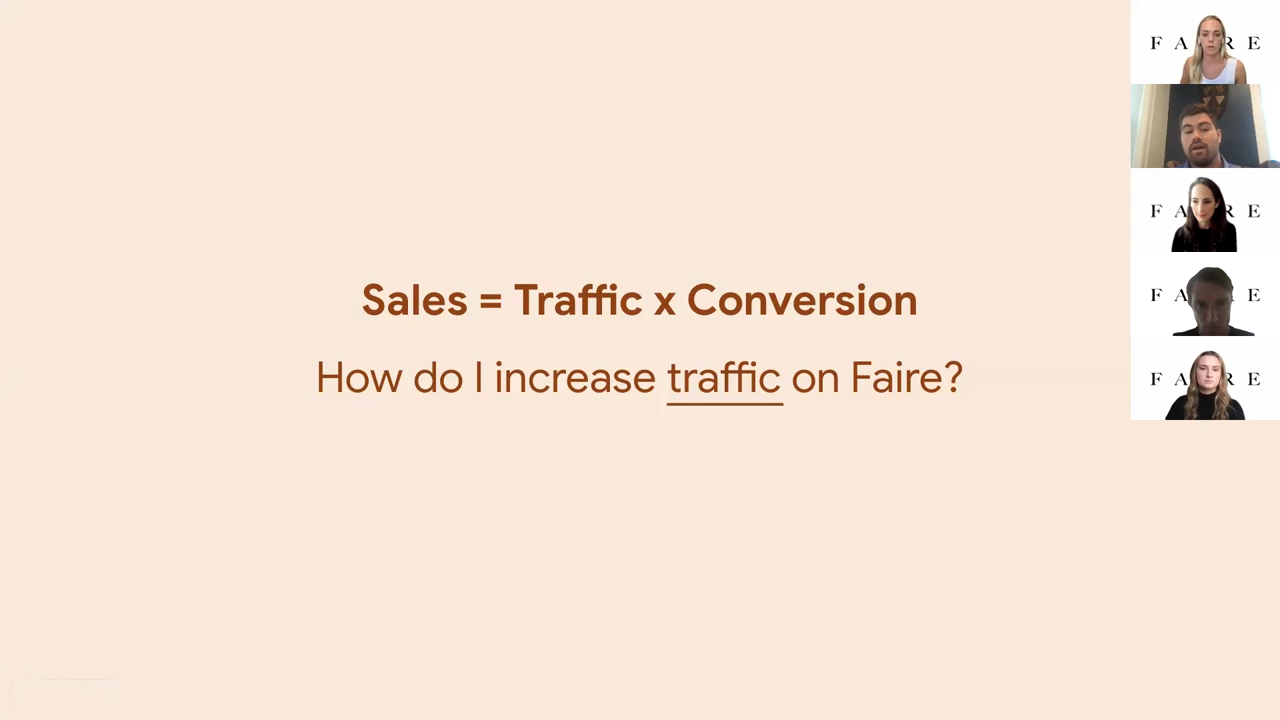 Sales = Traffic x Conversion
How do I increase traffic on Faire?
F A R E
F A R E
F A R E
F A R E